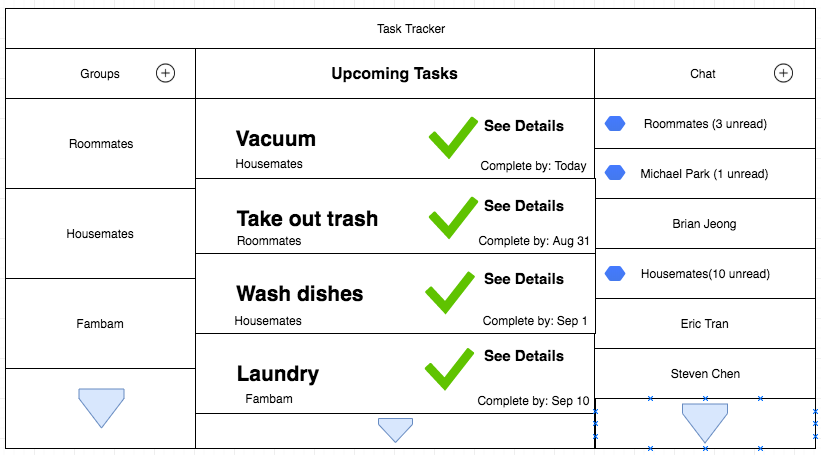 Task Tracker
Groups
Upcoming Tasks
Chat
Roommates
Housemates
Fambam
Vacuum
Housemates
See Details
Complete by: Today
Take out trash
Roommates
See Details
Complete by: Aug 31
Wash dishes
Housemates
See Details
Complete by: Sep 1
Laundry
Fambam
See Details
Complete by: Sep 10
Roommates (3 unread)
Michael Park (1 unread)
Brian Jeong
Housemates(10 unread)
Eric Tran
Steven Chen